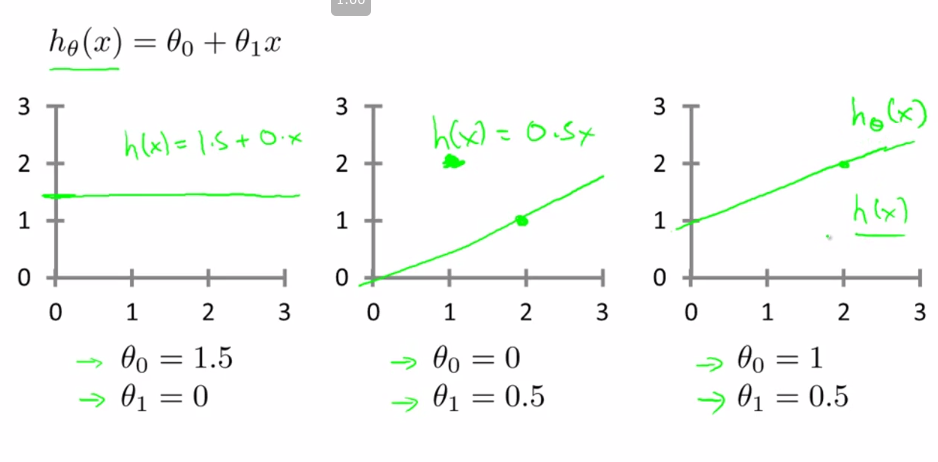 1:00
hθ(x) = θ0 + θ1x
h(x) = 1.5 + 0·x
3
2
1
0
0 1 2 3
θ0 = 1.5
θ1 = 0
h(x) = 0.5x
3
2
1
0
0 1 2 3
θ0 = 0
θ1 = 0.5
hθ(x)
3
2
h(x)
1
0
0 1 2 3
θ0 = 1
θ1 = 0.5